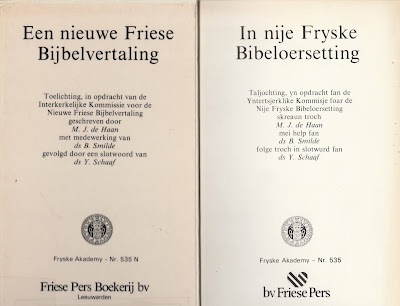 Een nieuwe Friese
Bijbelvertaling
Toelichting, in opdracht van de
Interkerkelijke Kommissie voor de
Nieuwe Friese Bijbelvertaling
geschreven door
M. J. de Haan
met medewerking van
ds B. Smilde
gevolgd door een slotwoord van
ds Y. Schaaf
Fryske Akademy - Nr. 535 N
Friese Pers Boekerij bv
Leeuwarden
In nije Fryske
Bibeloersetting
Taljochting, yn opdracht fan de
Yntertsjerklike Kommisje foar de
Nije Fryske Bibeloersetting
skreaun troch
M. J. de Haan
mei help fan
ds B. Smilde
folge troch in slotwurd fan
ds Y. Schaaf
Fryske Akademy - Nr. 535
bv Friese Pers